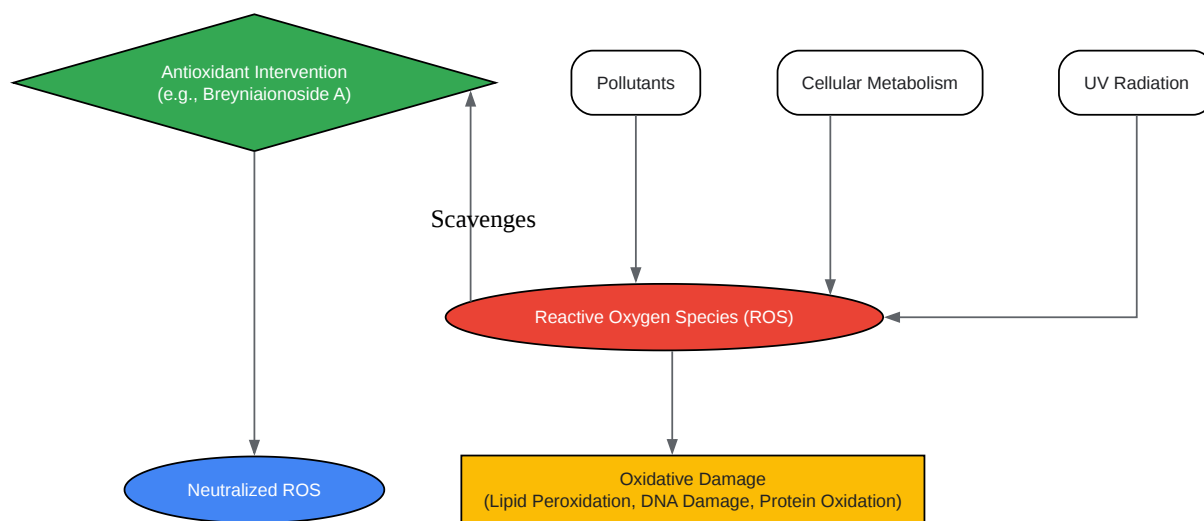 Antioxidant Intervention
(e.g., Breyniaionoside A)
Pollutants
Cellular Metabolism
UV Radiation
Scavenges
Reactive Oxygen Species (ROS)
Neutralized ROS
Oxidative Damage
(Lipid Peroxidation, DNA Damage, Protein Oxidation)